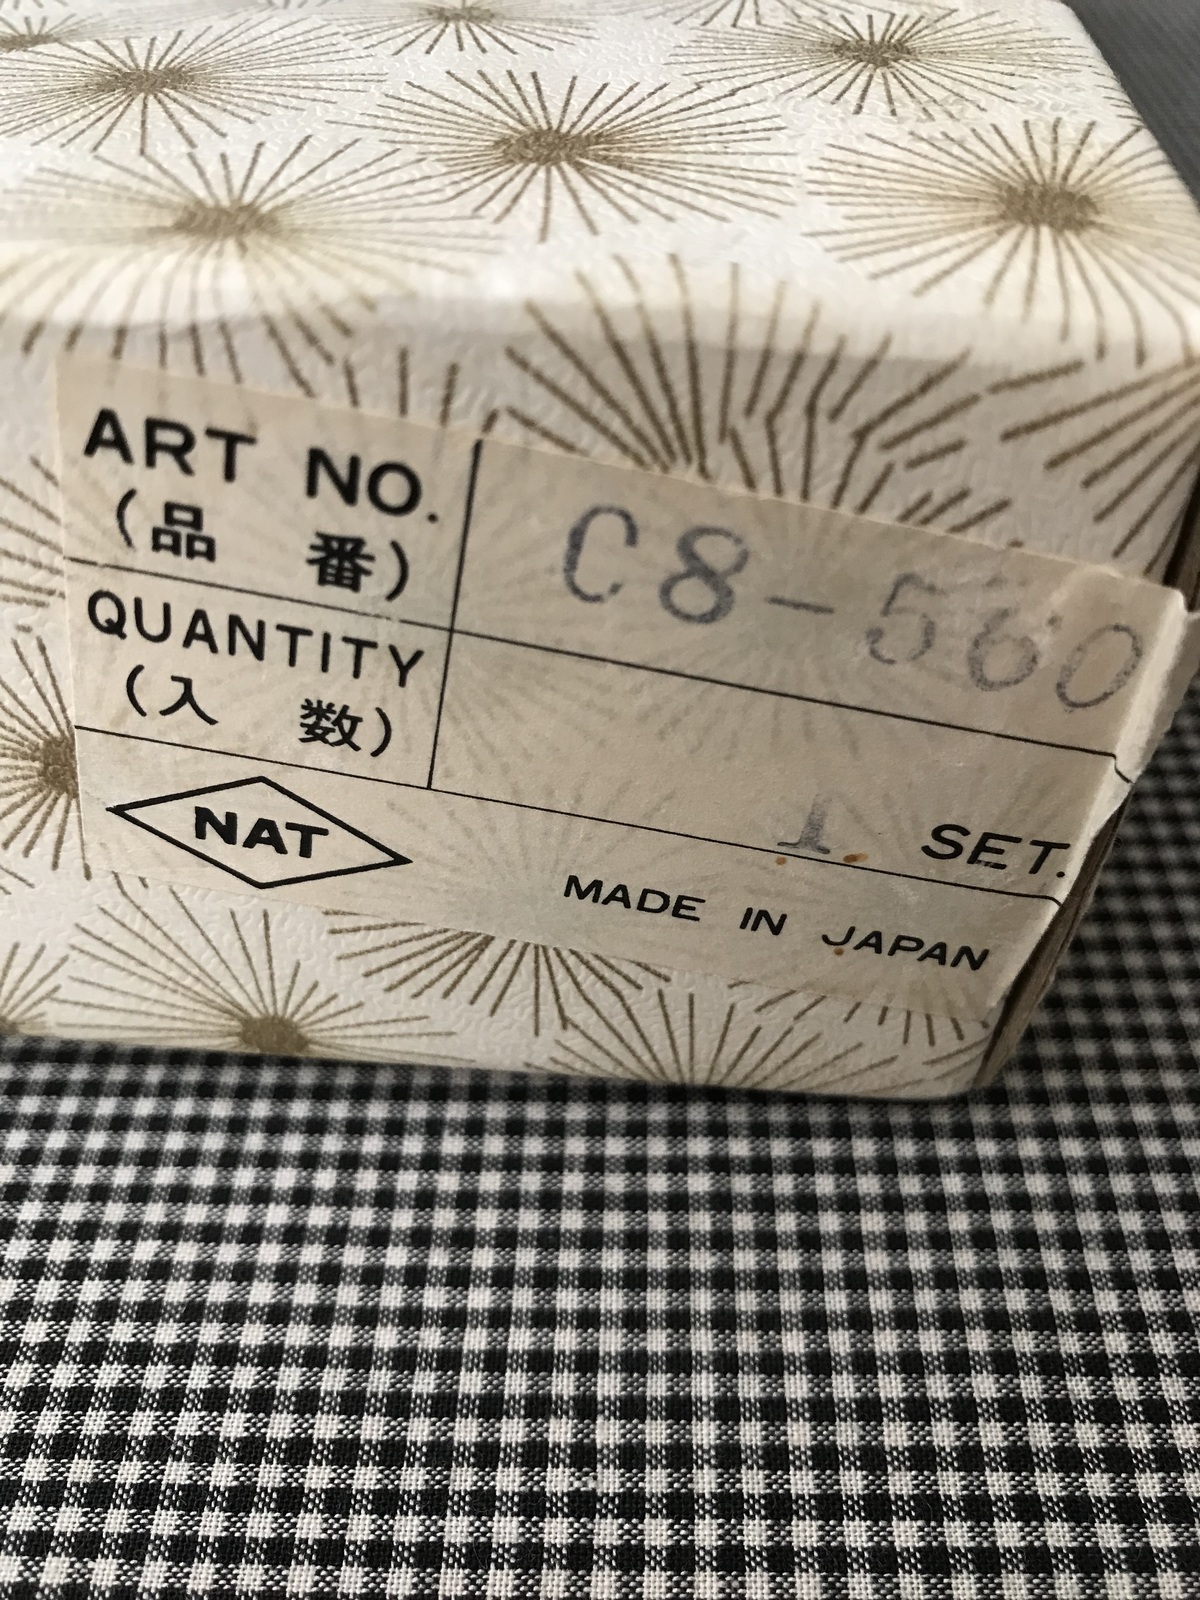 ART NO. C8-560
(品 番)
QUANTITY
(入 数)
1 SET.
NAT
MADE IN JAPAN